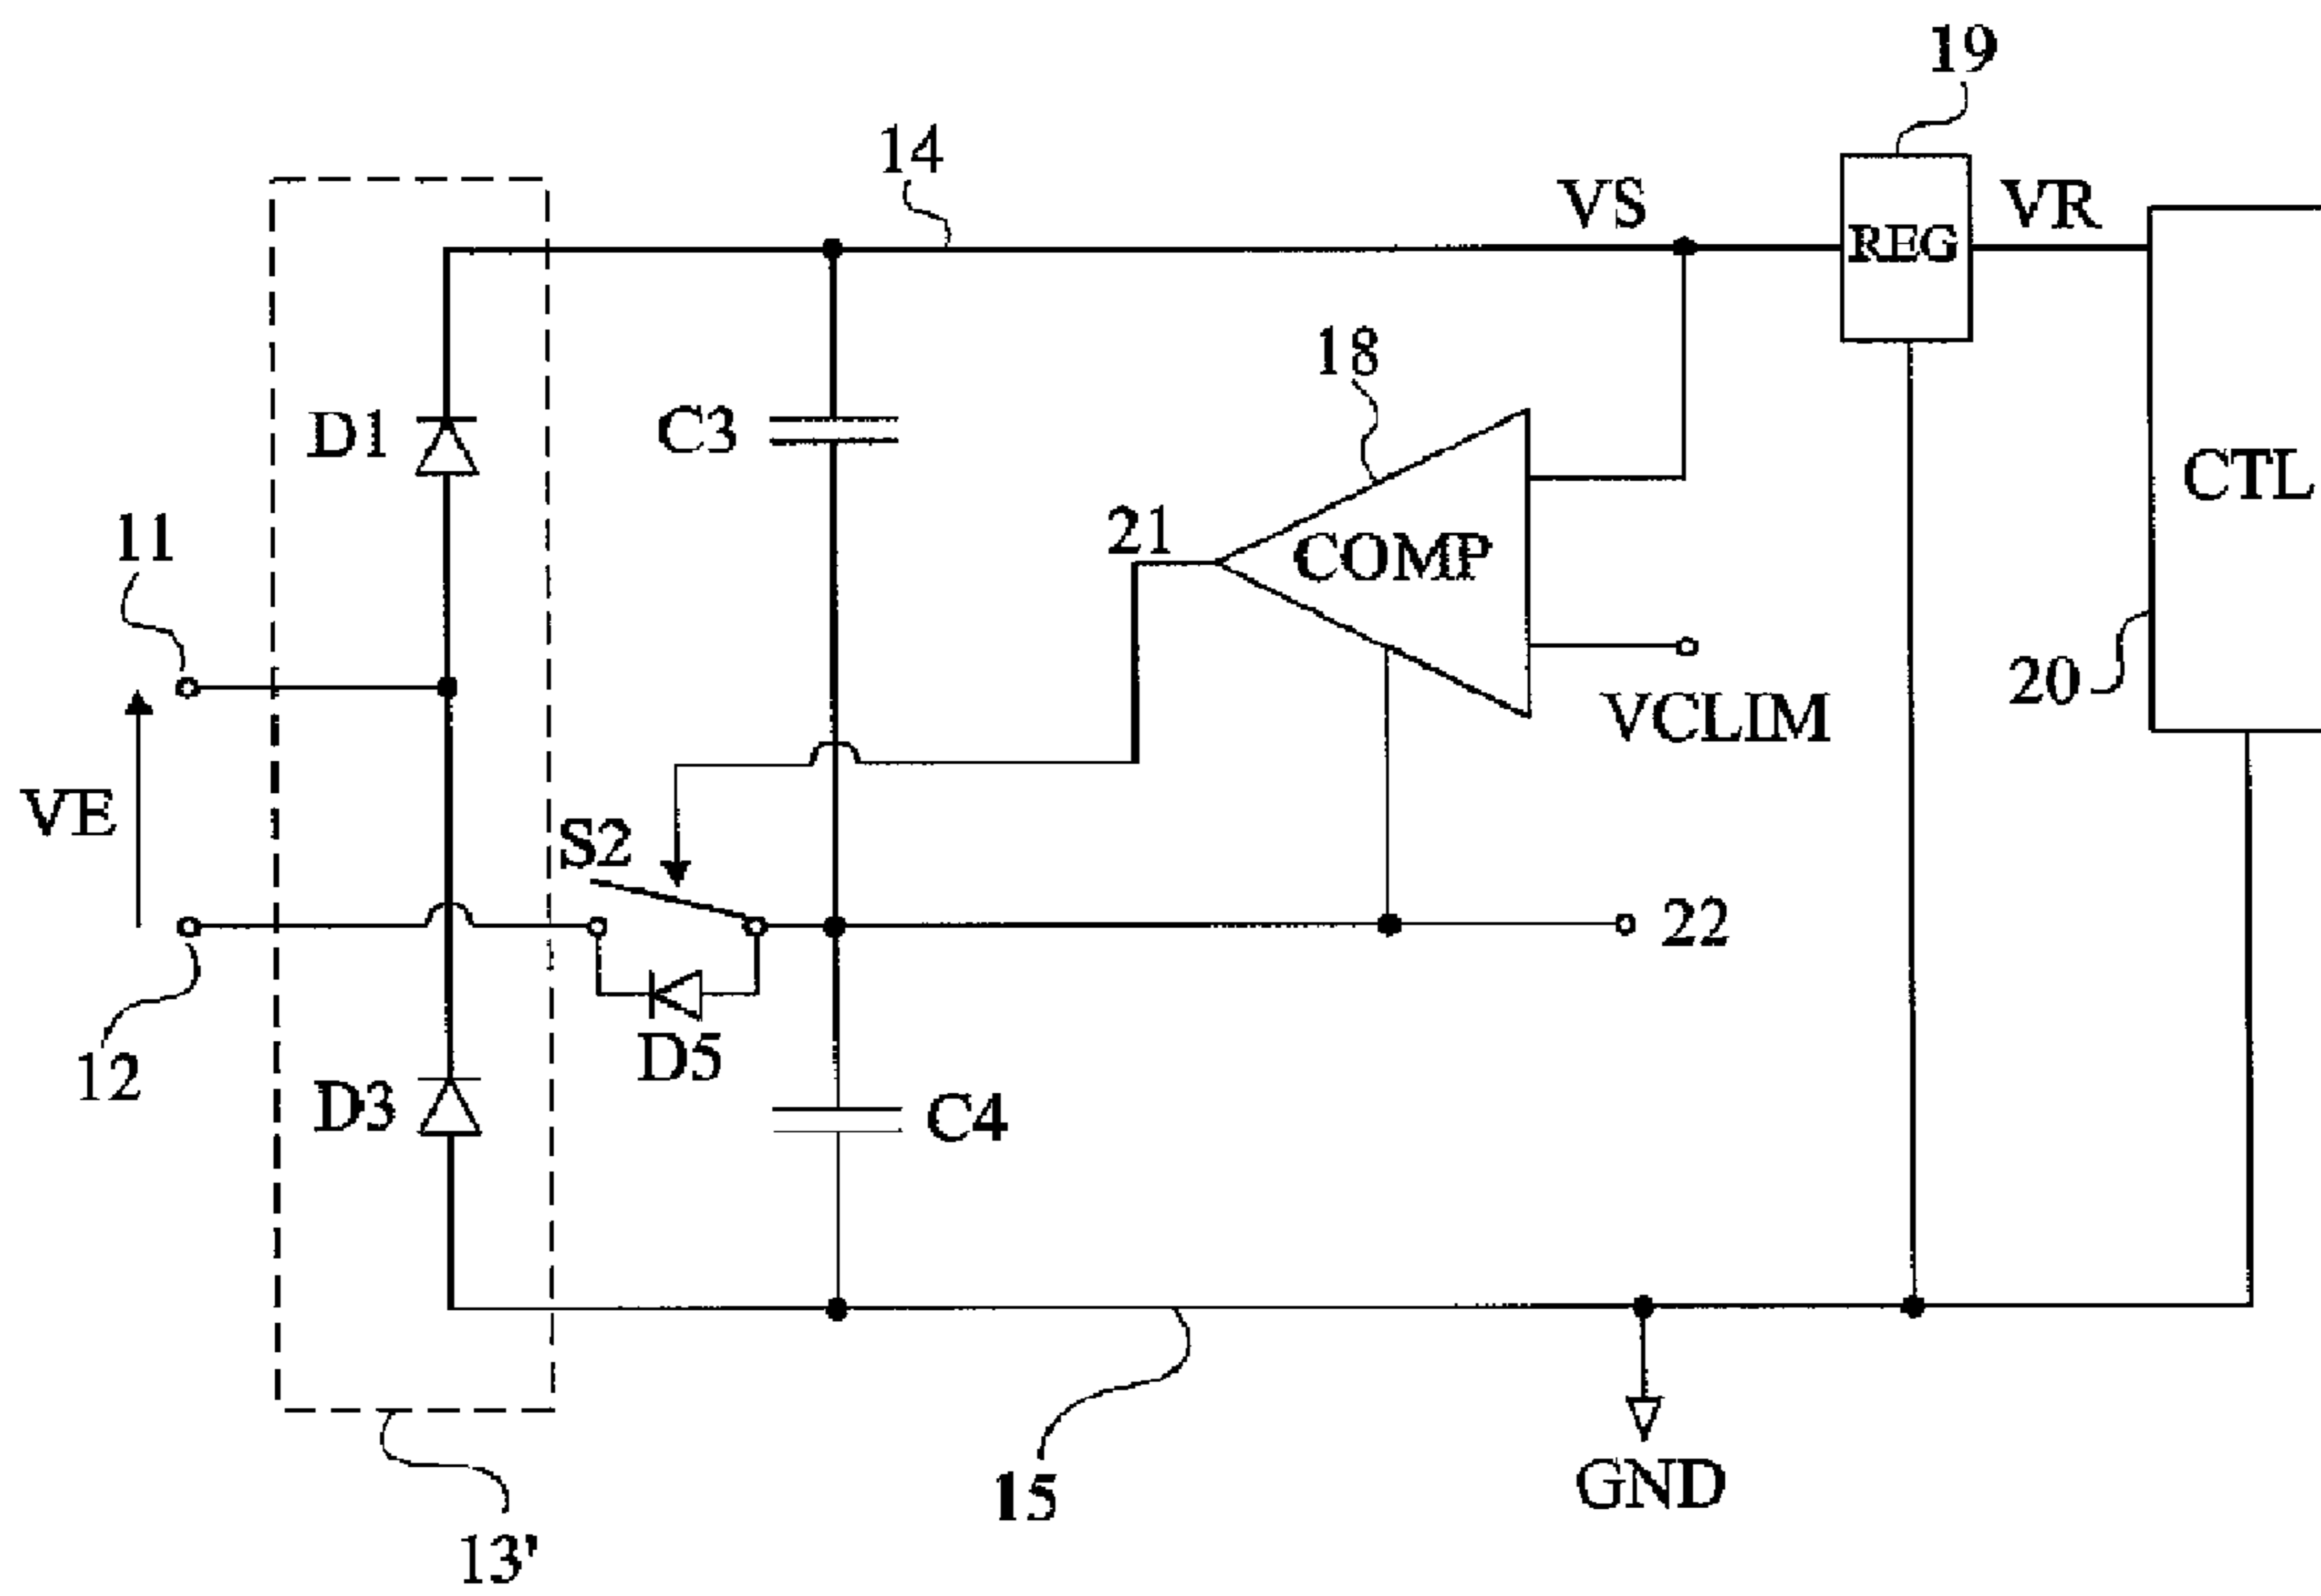 19
14
VS
VR
REG
18
D1
C3
CTL
11
21
COMP
20
VCLIM
VE
S2
22
D5
12
D3
C4
15
GND
13'